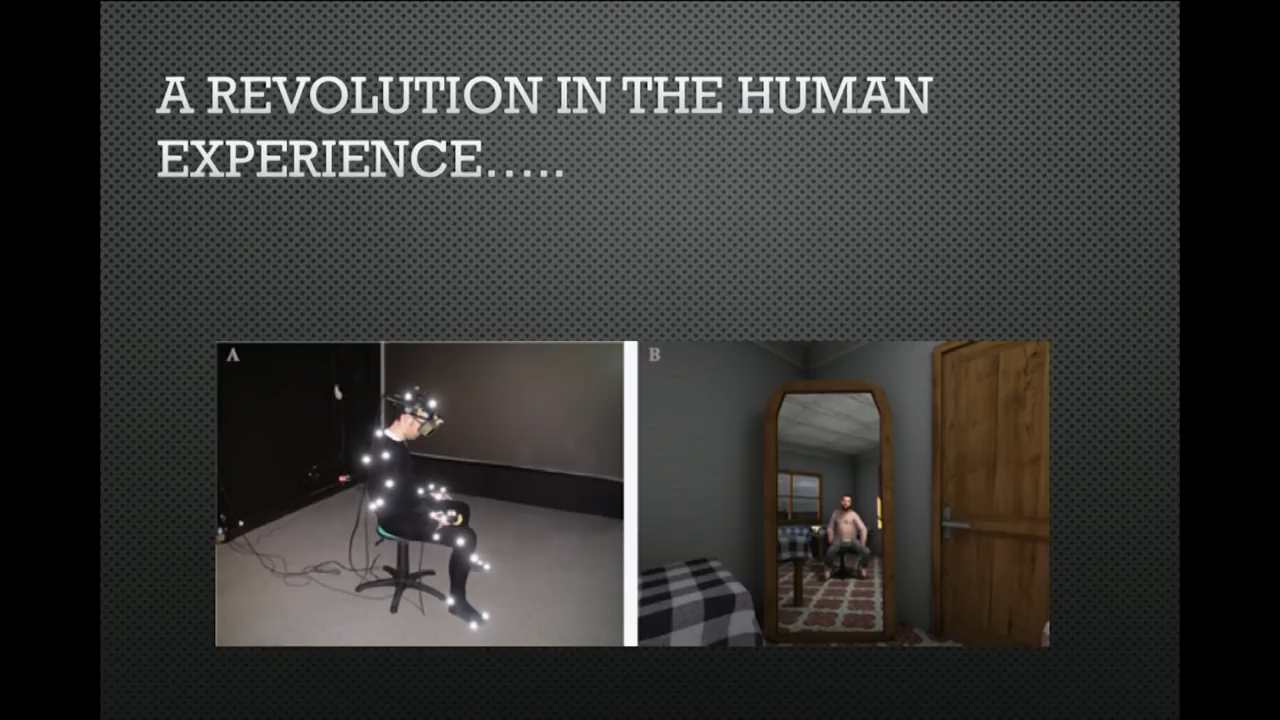 A REVOLUTION IN THE HUMAN
EXPERIENCE.....
A
B